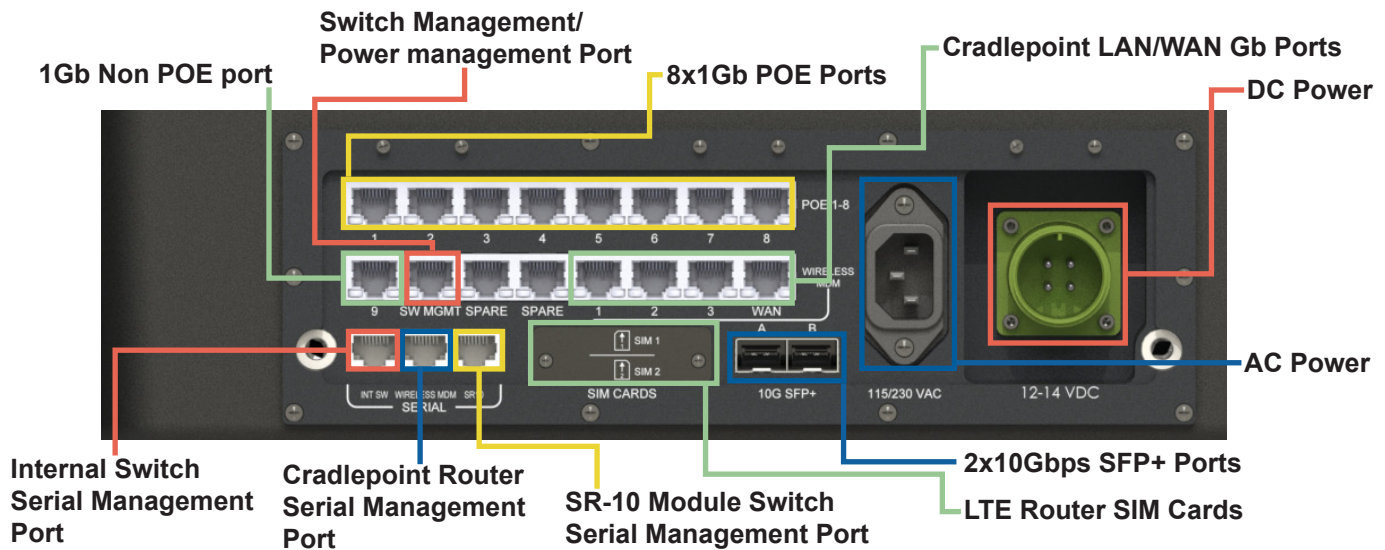 Switch Management/
Power management Port
Cradlepoint LAN/WAN Gb Ports
1Gb Non POE port
8x1Gb POE Ports
DC Power
POE 1-8
1 2 3 4 5 6 7 8
WIRELESS
MDM
9 SW MGMT SPARE SPARE 1 2 3 WAN
A B
SIM 1
SIM 2
AC Power
INT SW WIRELESS MDM SR10
SERIAL
SIM CARDS
10G SFP+
115/230 VAC
12-14 VDC
Internal Switch
Serial Management
Port
Cradlepoint Router
Serial Management
Port
SR-10 Module Switch
Serial Management Port
2x10Gbps SFP+ Ports
LTE Router SIM Cards